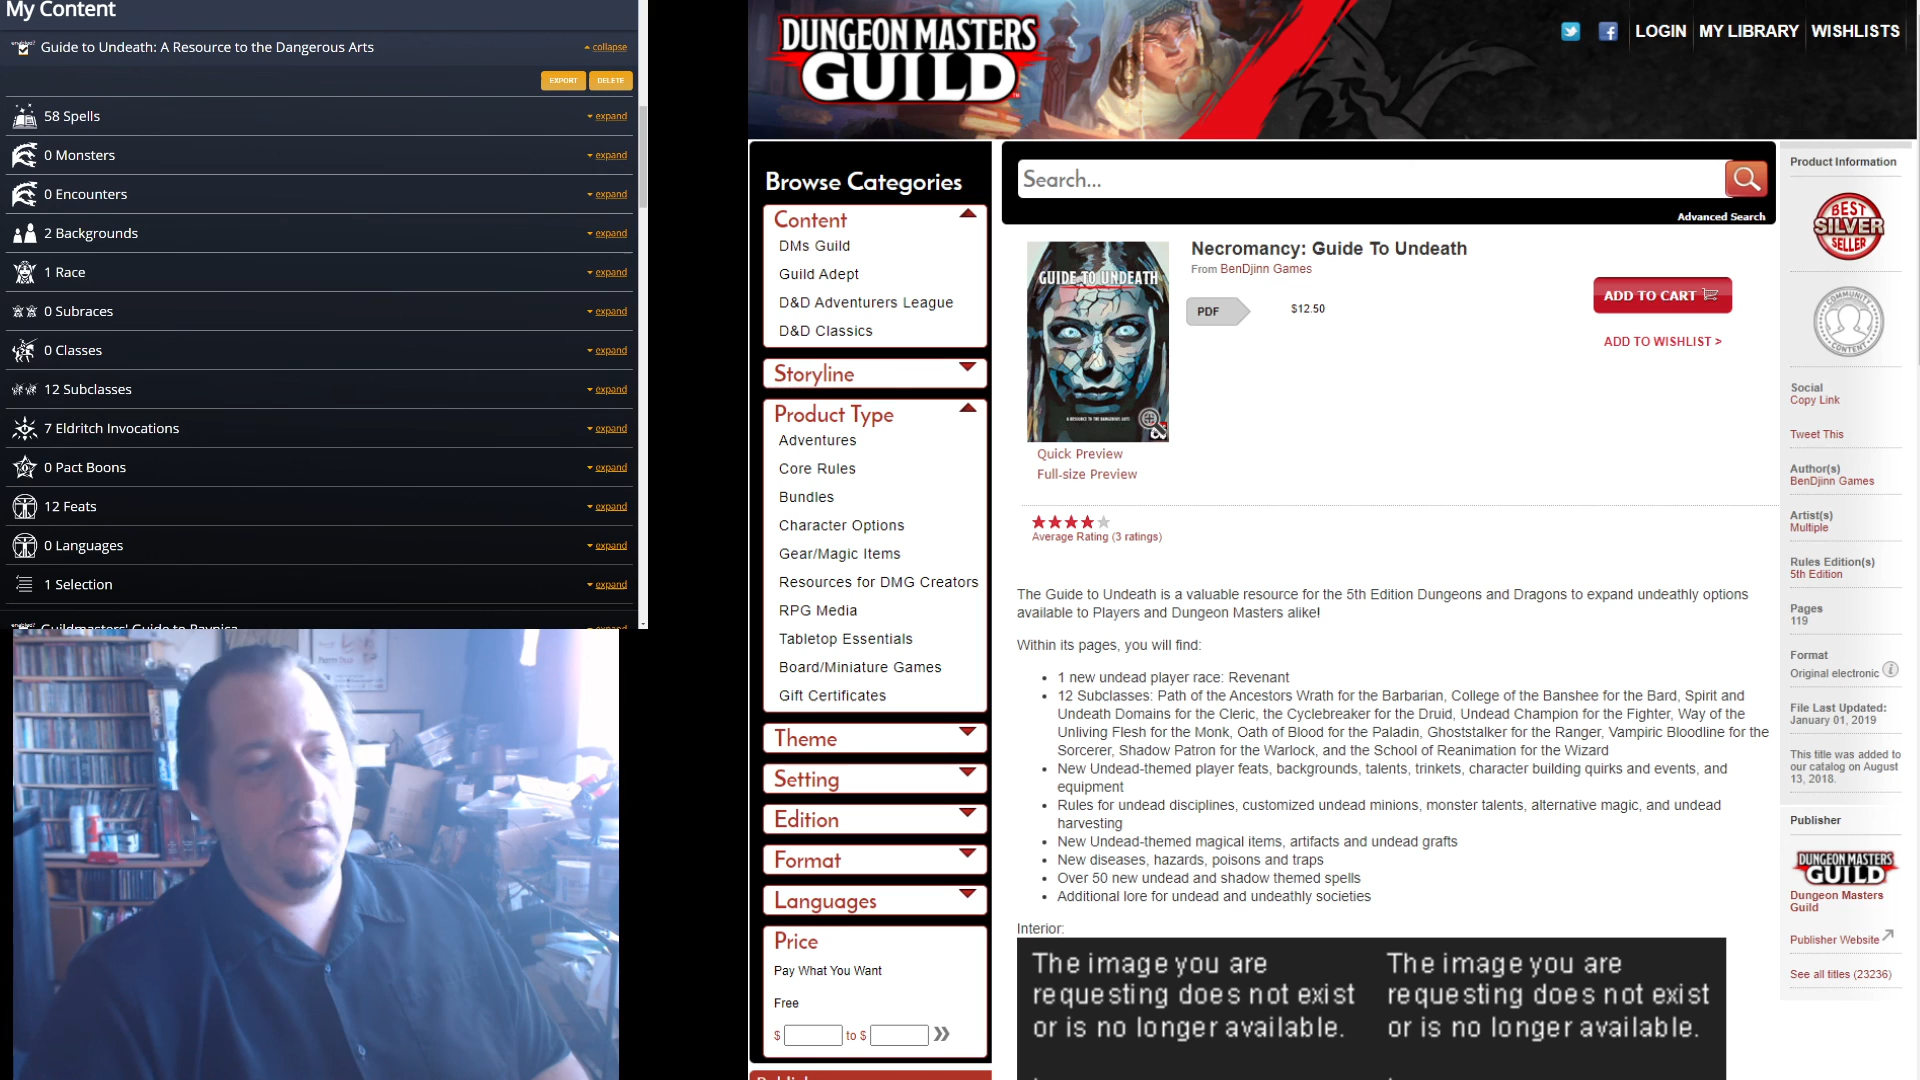 My Content
Guide to Undeath: A Resource to the Dangerous Arts
collapse
EXPORT
DELETE
58 Spells
expand
0 Monsters
expand
0 Encounters
expand
2 Backgrounds
expand
1 Race
expand
0 Subraces
expand
0 Classes
expand
12 Subclasses
expand
7 Eldritch Invocations
expand
0 Pact Boons
expand
12 Feats
expand
0 Languages
expand
1 Selection
expand
Guildmasters' Guide to Ravnica
expand
DUNGEON MASTERS
GUILD
LOGIN
MY LIBRARY
WISHLISTS
Browse Categories
Content
DMs Guild
Guild Adept
D&D Adventurers League
D&D Classics
Storyline
Product Type
Adventures
Core Rules
Bundles
Character Options
Gear/Magic Items
Resources for DMG Creators
RPG Media
Tabletop Essentials
Board/Miniature Games
Gift Certificates
Theme
Setting
Edition
Format
Languages
Price
Pay What You Want
Free
$ to $ »
Search...
Advanced Search
GUIDE TO UNDEATH
A RESOURCE TO THE DANGEROUS ARTS
Quick Preview
Full-size Preview
Necromancy: Guide To Undeath
From BenDjinn Games
PDF
$12.50
ADD TO CART
ADD TO WISHLIST >
Average Rating (3 ratings)
The Guide to Undeath is a valuable resource for the 5th Edition Dungeons and Dragons to expand undeathly options
available to Players and Dungeon Masters alike!
Within its pages, you will find:
1 new undead player race: Revenant
12 Subclasses: Path of the Ancestors Wrath for the Barbarian, College of the Banshee for the Bard, Spirit and
Undeath Domains for the Cleric, the Cyclebreaker for the Druid, Undead Champion for the Fighter, Way of the
Unliving Flesh for the Monk, Oath of Blood for the Paladin, Ghoststalker for the Ranger, Vampiric Bloodline for the
Sorcerer, Shadow Patron for the Warlock, and the School of Reanimation for the Wizard
New Undead-themed player feats, backgrounds, talents, trinkets, character building quirks and events, and
equipment
Rules for undead disciplines, customized undead minions, monster talents, alternative magic, and undead
harvesting
New Undead-themed magical items, artifacts and undead grafts
New diseases, hazards, poisons and traps
Over 50 new undead and shadow themed spells
Additional lore for undead and undeathly societies
Interior:
The image you are
requesting does not exist
or is no longer available.
The image you are
requesting does not exist
or is no longer available.
Product Information
BEST
SILVER
SELLER
COMMUNITY
CONTENT
Social
Copy Link
Tweet This
Author(s)
BenDjinn Games
Artist(s)
Multiple
Rules Edition(s)
5th Edition
Pages
119
Format
Original electronic
File Last Updated:
January 01, 2019
This title was added to
our catalog on August
13, 2018.
Publisher
DUNGEON MASTERS
GUILD
Dungeon Masters
Guild
Publisher Website
See all titles (23236)